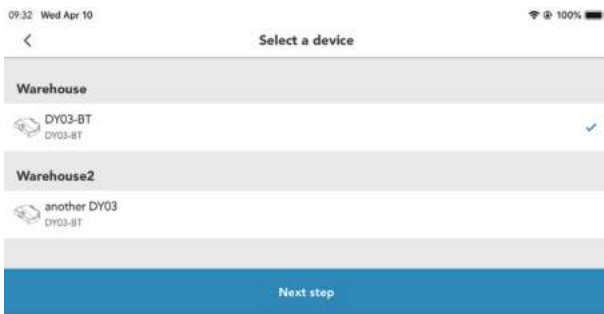 09:32 Wed Apr 10 100%
Select a device
Warehouse
DY03-BT
DY03-BT
Warehouse2
another DY03
DY03-BT
Next step